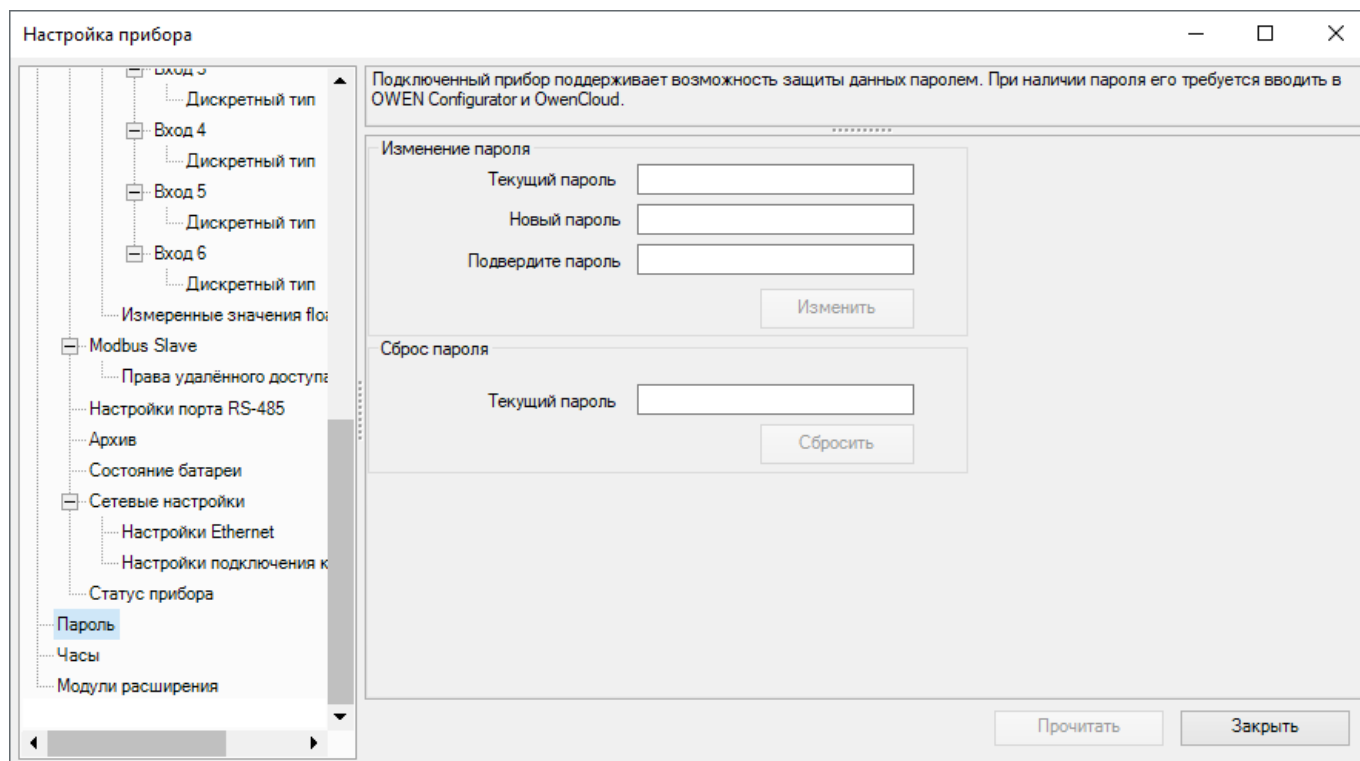 Настройка прибора
Вход 3
Дискретный тип
Вход 4
Дискретный тип
Вход 5
Дискретный тип
Вход 6
Дискретный тип
Измеренные значения floa
Modbus Slave
Права удалённого доступа
Настройки порта RS-485
Архив
Состояние батареи
Сетевые настройки
Настройки Ethernet
Настройки подключения к
Статус прибора
Пароль
Часы
Модули расширения
Подключенный прибор поддерживает возможность защиты данных паролем. При наличии пароля его требуется вводить в
OWEN Configurator и OwenCloud.
Изменение пароля
Текущий пароль
Новый пароль
Подвердите пароль
Изменить
Сброс пароля
Текущий пароль
Сбросить
Прочитать
Закрыть